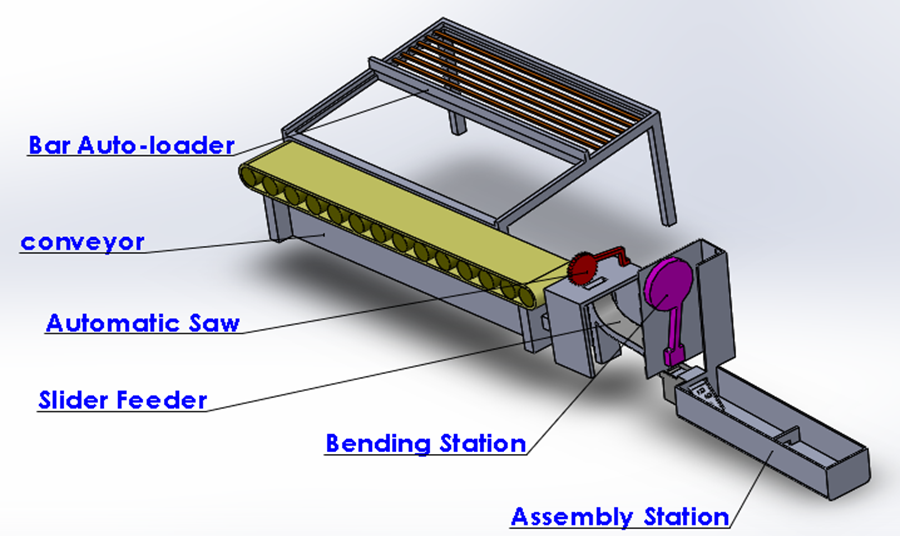 Bar Auto-loader
conveyor
Automatic Saw
Slider Feeder
Bending Station
Assembly Station